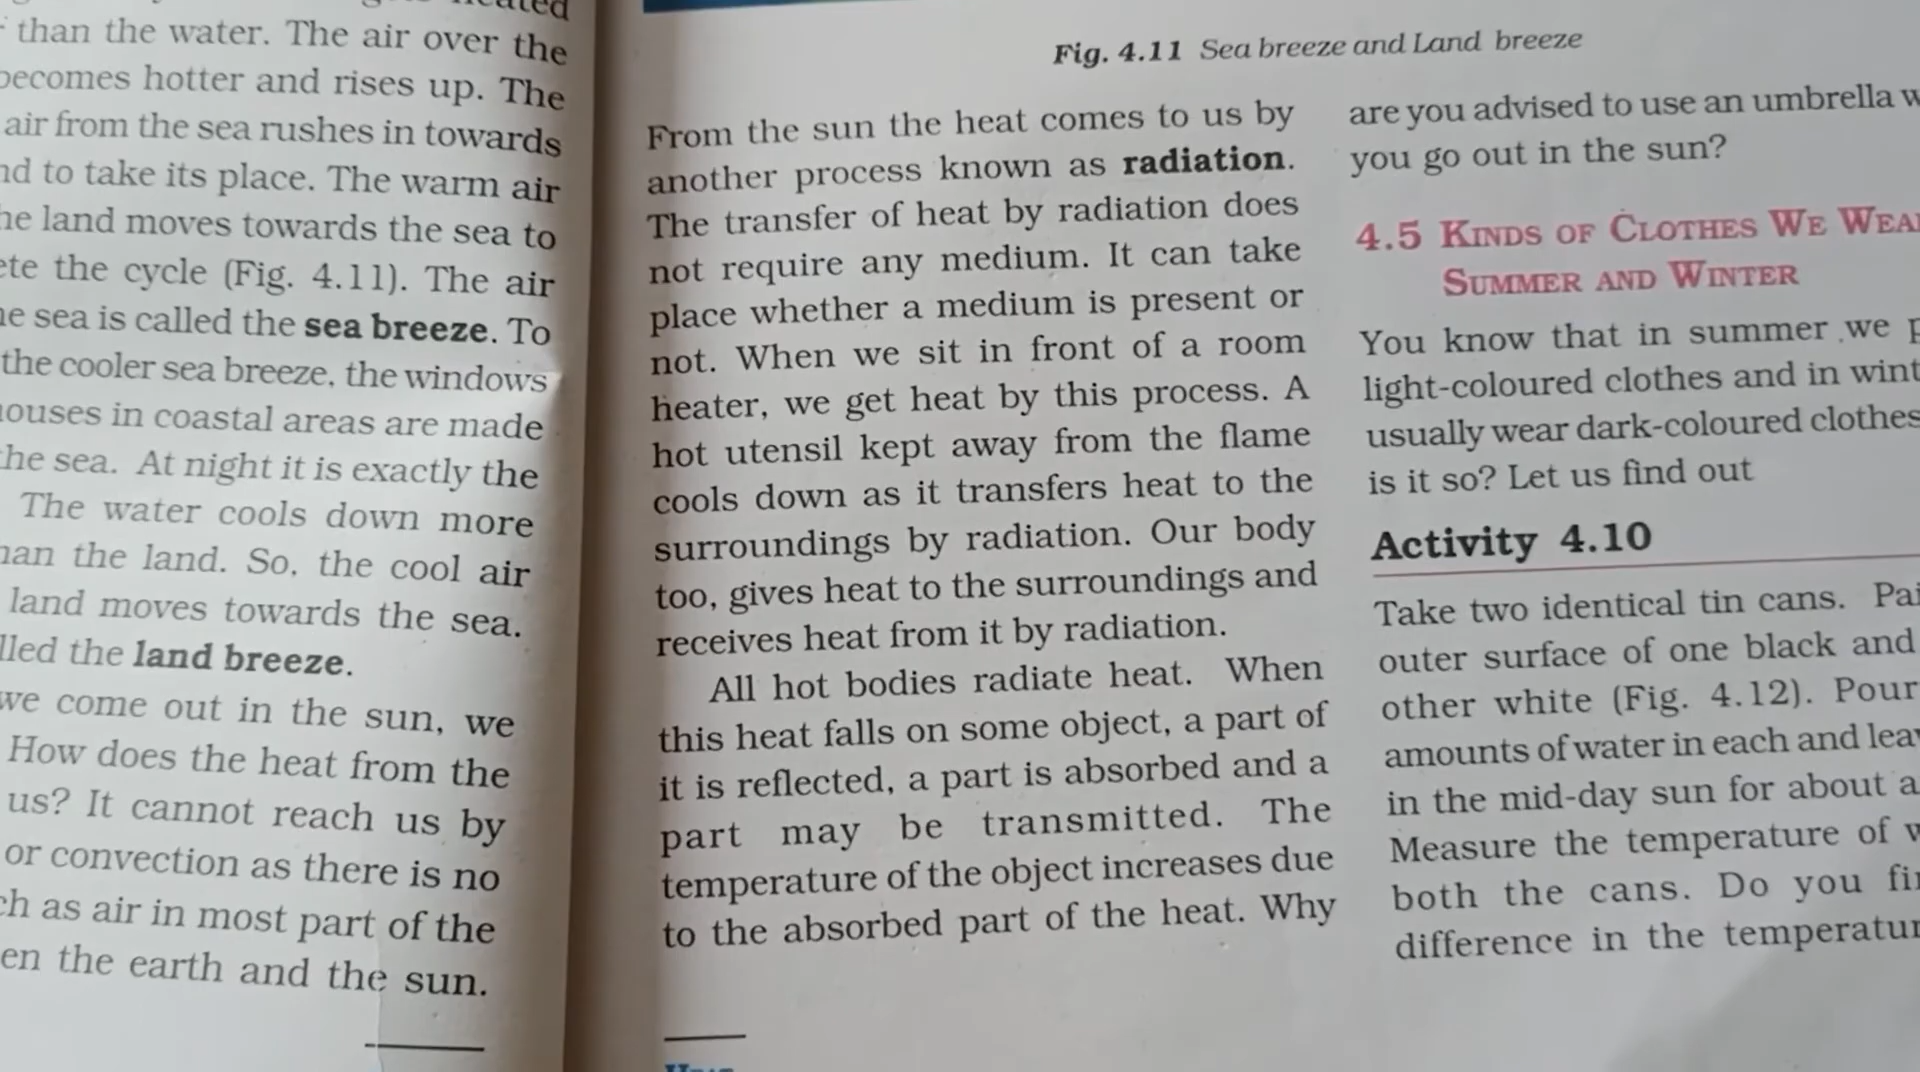 than the water. The air over the
becomes hotter and rises up. The
air from the sea rushes in towards
to take its place. The warm air
land moves towards the sea to
the cycle (Fig. 4.11). The air
sea is called the sea breeze. To
the cooler sea breeze, the windows
in coastal areas are made
the sea. At night it is exactly the
The water cools down more
the land. So, the cool air
land moves towards the sea.
the land breeze.
we come out in the sun, we
How does the heat from the
us? It cannot reach us by
or convection as there is no
as air in most part of the
the earth and the sun.
Fig. 4.11 Sea breeze and Land breeze
From the sun the heat comes to us by
another process known as radiation.
The transfer of heat by radiation does
not require any medium. It can take
place whether a medium is present or
not. When we sit in front of a room
heater, we get heat by this process. A
hot utensil kept away from the flame
cools down as it transfers heat to the
surroundings by radiation. Our body
too, gives heat to the surroundings and
receives heat from it by radiation.
All hot bodies radiate heat. When
this heat falls on some object, a part of
it is reflected, a part is absorbed and a
part may be transmitted. The
temperature of the object increases due
to the absorbed part of the heat. Why
are you advised to use an umbrella
you go out in the sun?
4.5 KINDS OF CLOTHES WE
SUMMER AND WINTER
You know that in summer we
light-coloured clothes and in
usually wear dark-coloured clothes
is it so? Let us find out
Activity 4.10
Take two identical tin cans.
outer surface of one black and
other white (Fig. 4.12). Pour
amounts of water in each and
in the mid-day sun for about a
Measure the temperature of
both the cans. Do you
difference in the